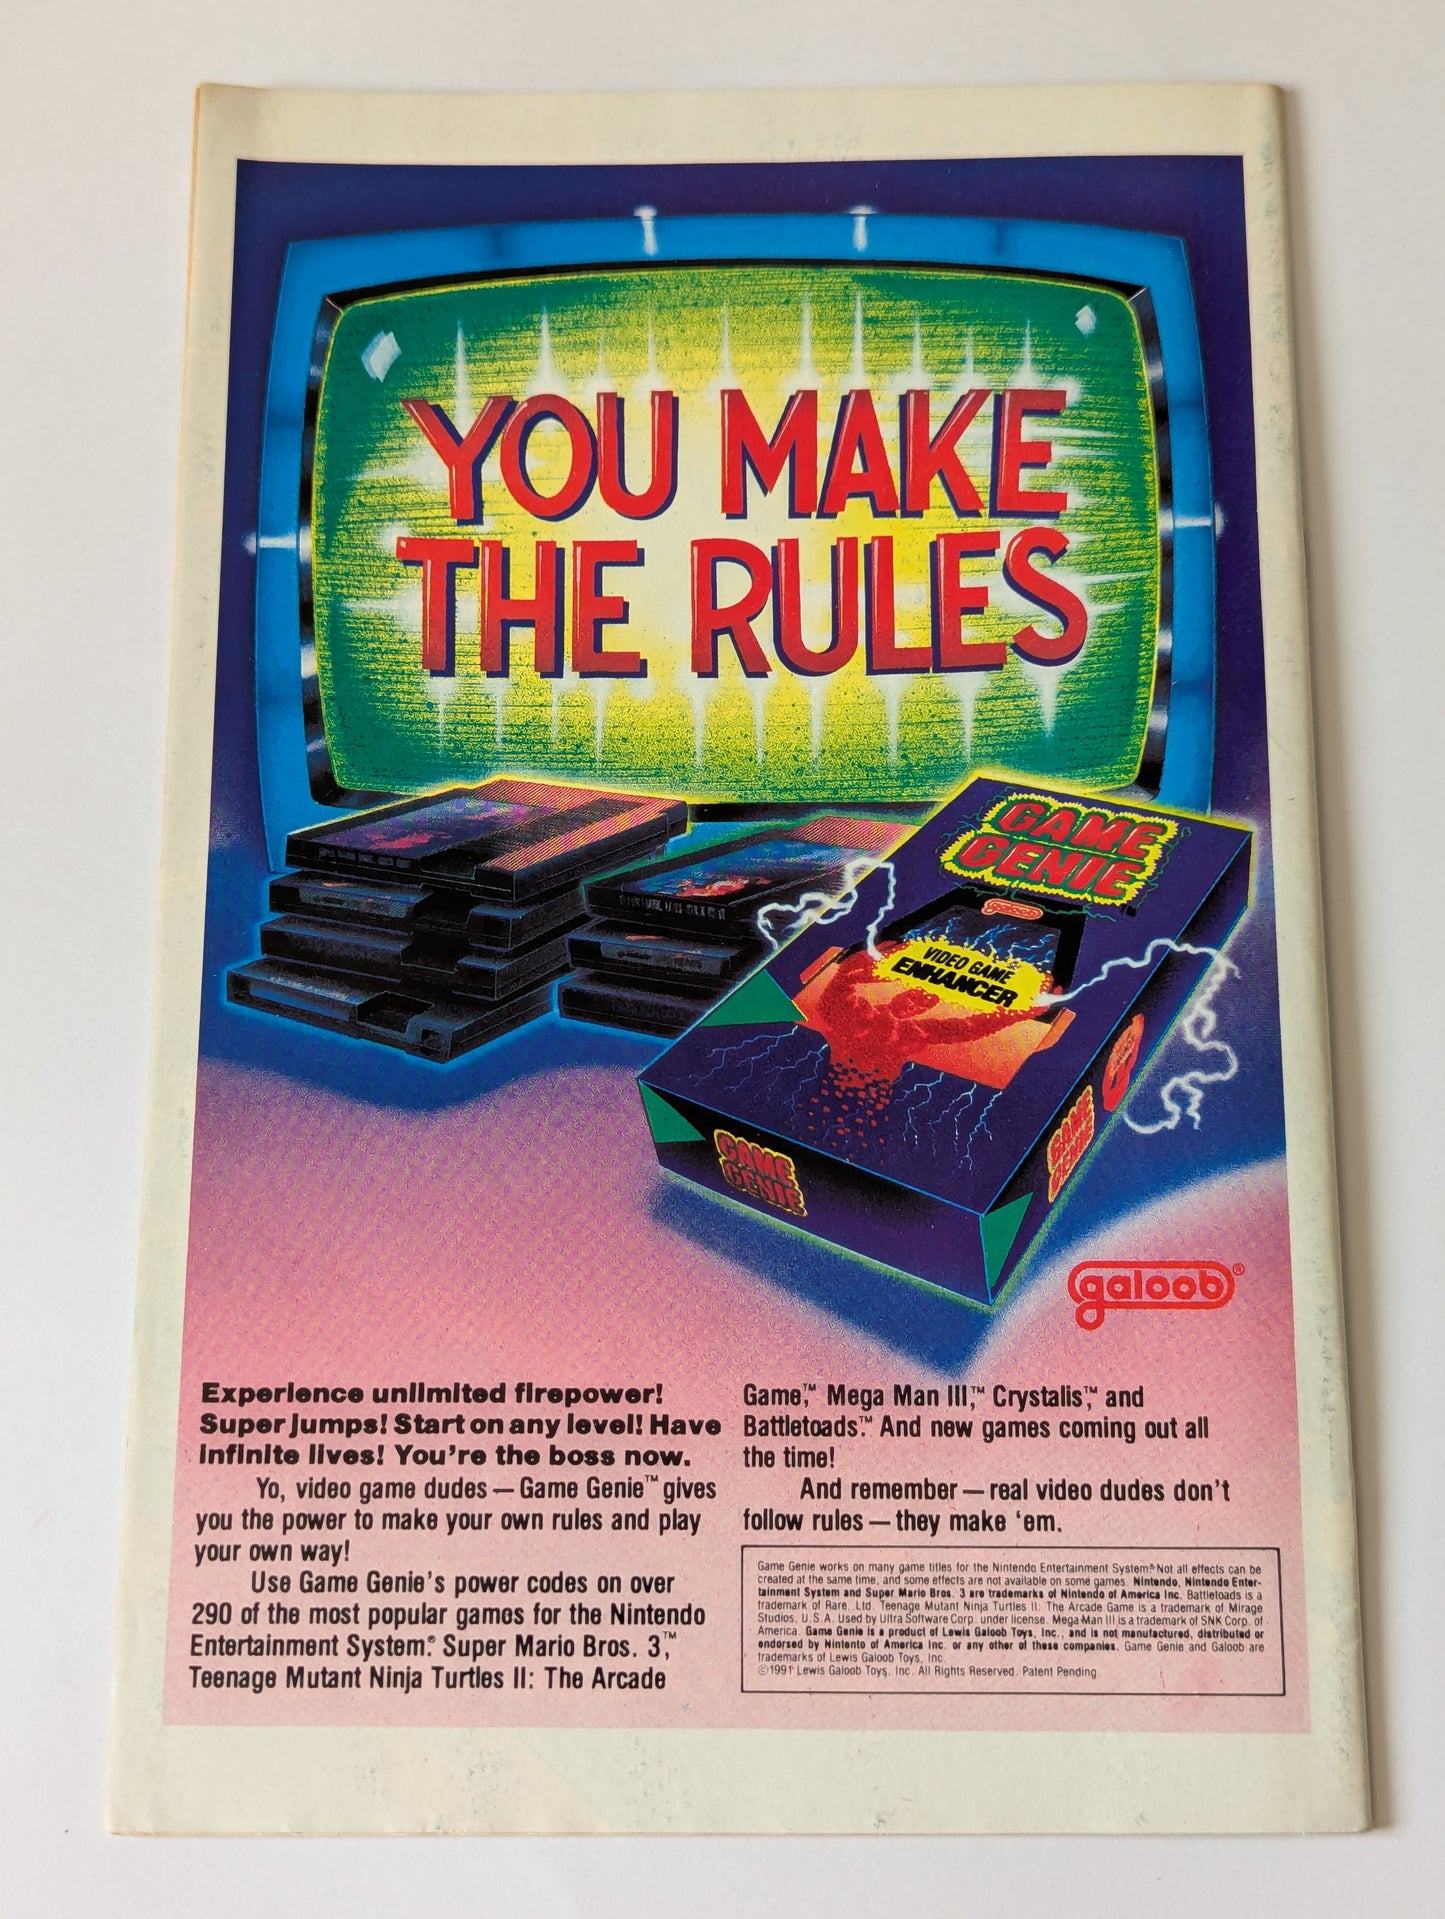 YOU MAKE
THE RULES
GAME
GENIE
galoob
VIDEO GAME
ENHANCER
GAME
GENIE
GAME
GENIE
galoob®
Experience unlimited firepower!
Super jumps! Start on any level! Have
infinite lives! You're the boss now.
Yo, video game dudes — Game Genie™ gives
you the power to make your own rules and play
your own way!
Use Game Genie's power codes on over
290 of the most popular games for the Nintendo
Entertainment System.® Super Mario Bros. 3,™
Teenage Mutant Ninja Turtles II: The Arcade
Game,™ Mega Man III,™ Crystalis,™ and
Battletoads.™ And new games coming out all
the time!
And remember — real video dudes don't
follow rules — they make 'em.
Game Genie works on many game titles for the Nintendo Entertainment System.® Not all effects can be
created at the same time, and some effects are not available on some games. Nintendo, Nintendo Enter-
tainment System and Super Mario Bros. 3 are trademarks of Nintendo of America Inc. Battletoads is a
trademark of Rare, Ltd. Teenage Mutant Ninja Turtles II: The Arcade Game is a trademark of Mirage
Studios, U.S.A. Used by Ultra Software Corp. under license. Mega Man III is a trademark of SNK Corp. of
America. Game Genie is a product of Lewis Galoob Toys, Inc., and is not manufactured, distributed or
endorsed by Nintento of America Inc. or any other of these companies. Game Genie and Galoob are
trademarks of Lewis Galoob Toys, Inc.
©1991 Lewis Galoob Toys, Inc. All Rights Reserved. Patent Pending.